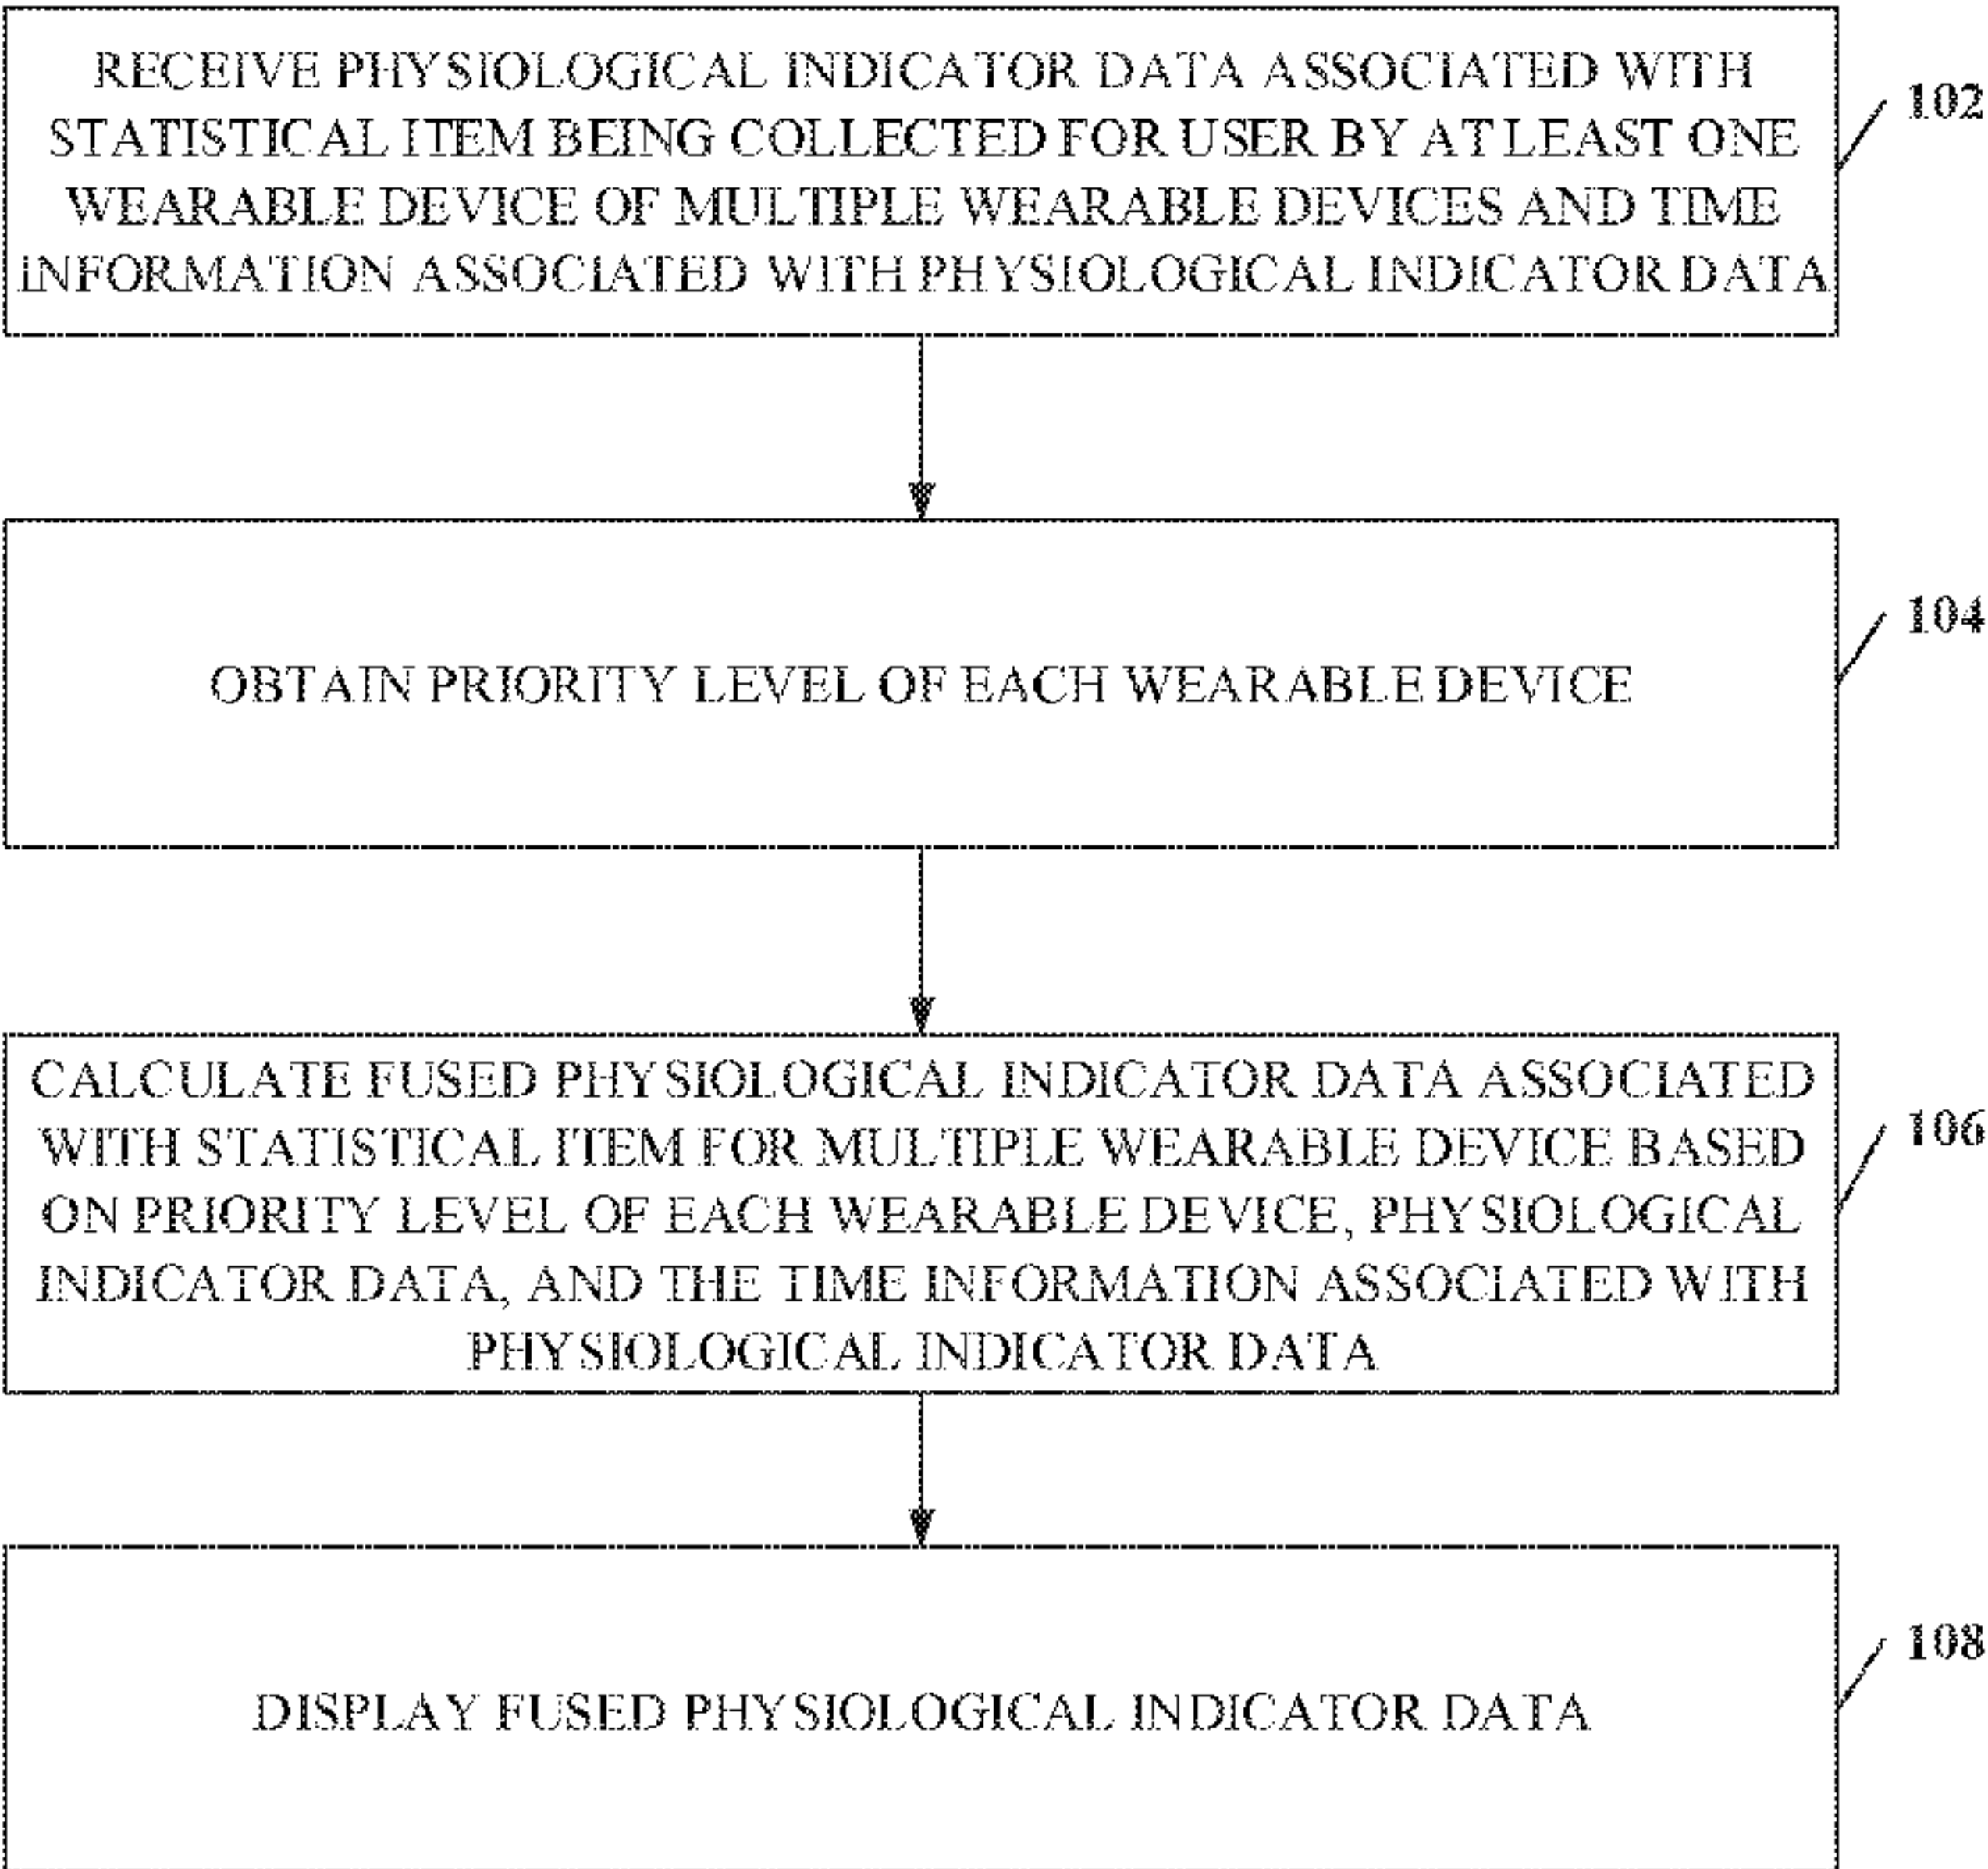 RECEIVE PHYSIOLOGICAL INDICATOR DATA ASSOCIATED WITH
STATISTICAL ITEM BEING COLLECTED FOR USER BY AT LEAST ONE
WEARABLE DEVICE OF MULTIPLE WEARABLE DEVICES AND TIME
INFORMATION ASSOCIATED WITH PHYSIOLOGICAL INDICATOR DATA
102
OBTAIN PRIORITY LEVEL OF EACH WEARABLE DEVICE
104
CALCULATE FUSED PHYSIOLOGICAL INDICATOR DATA ASSOCIATED
WITH STATISTICAL ITEM FOR MULTIPLE WEARABLE DEVICE BASED
ON PRIORITY LEVEL OF EACH WEARABLE DEVICE, PHYSIOLOGICAL
INDICATOR DATA, AND THE TIME INFORMATION ASSOCIATED WITH
PHYSIOLOGICAL INDICATOR DATA
106
DISPLAY FUSED PHYSIOLOGICAL INDICATOR DATA
108